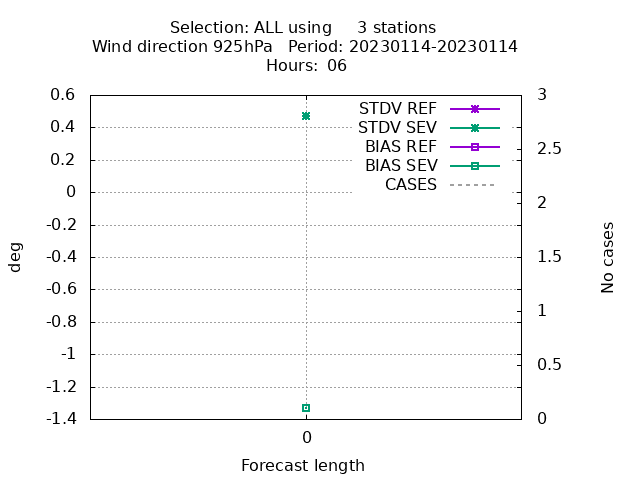 Selection: ALL using     3 stations
Wind direction 925hPa   Period: 20230114-20230114
Hours:  06
0.6
0.4
0.2
0
-0.2
-0.4
-0.6
-0.8
-1
-1.2
-1.4
deg
STDV REF
STDV SEV
BIAS REF
BIAS SEV
CASES
3
2.5
2
1.5
1
0.5
0
No cases
0
Forecast length